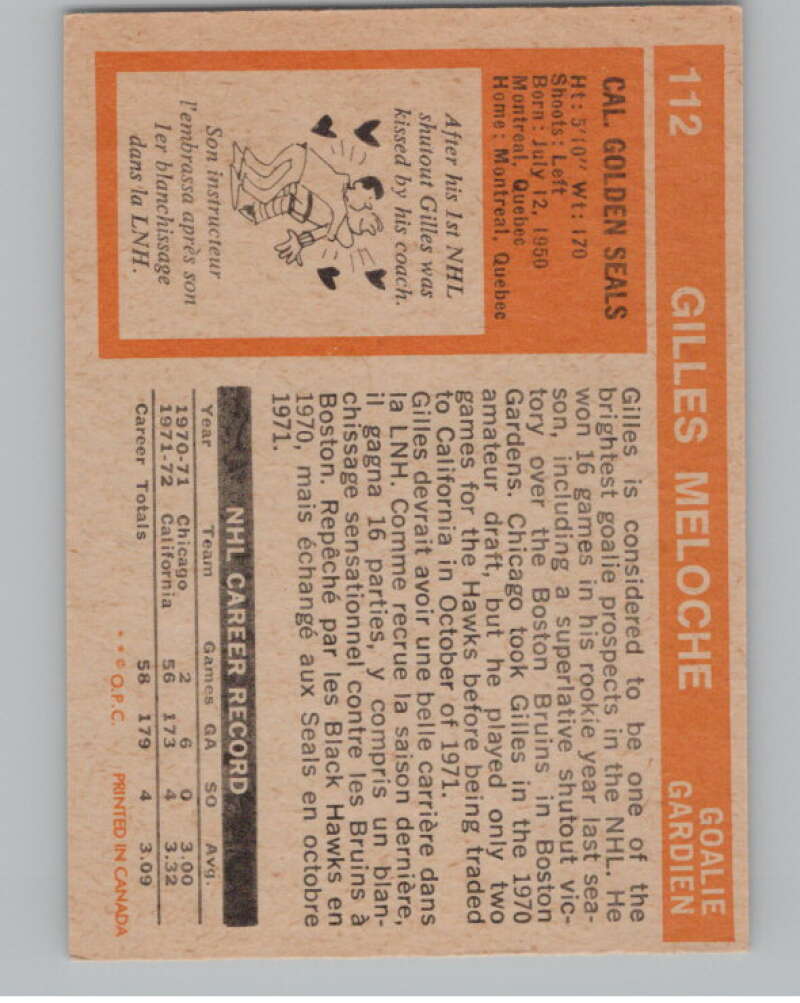 112 GILLES MELOCHE GOALIE
GARDIEN
CAL. GOLDEN SEALS
Ht: 5'10" Wt: 170
Shoots: Left
Born: July 12, 1950
Montreal, Quebec
Home: Montreal, Quebec
After his 1st NHL
shutout Gilles was
kissed by his coach.
Son instructeur
l'embrassa après son
1er blanchissage
dans la LNH.
Gilles is considered to be one of the
brightest goalie prospects in the NHL. He
won 16 games in his rookie year last sea-
son, including a superlative shutout vic-
tory over the Boston Bruins in Boston
Gardens. Chicago took Gilles in the 1970
amateur draft, but he played only two
games for the Hawks before being traded
to California in October of 1971.
Gilles devrait avoir une belle carrière dans
la LNH. Comme recrue la saison dernière,
il gagna 16 parties, y compris un blan-
chissage sensationnel contre les Bruins à
Boston. Repêché par les Black Hawks en
1970, mais échangé aux Seals en octobre
1971.
NHL CAREER RECORD
Year Team Games GA SO Avg.
1970-71 Chicago 2 6 0 3.00
1971-72 California 56 173 4 3.32
Career Totals 58 179 4 3.09
* * © O.P.C. PRINTED IN CANADA